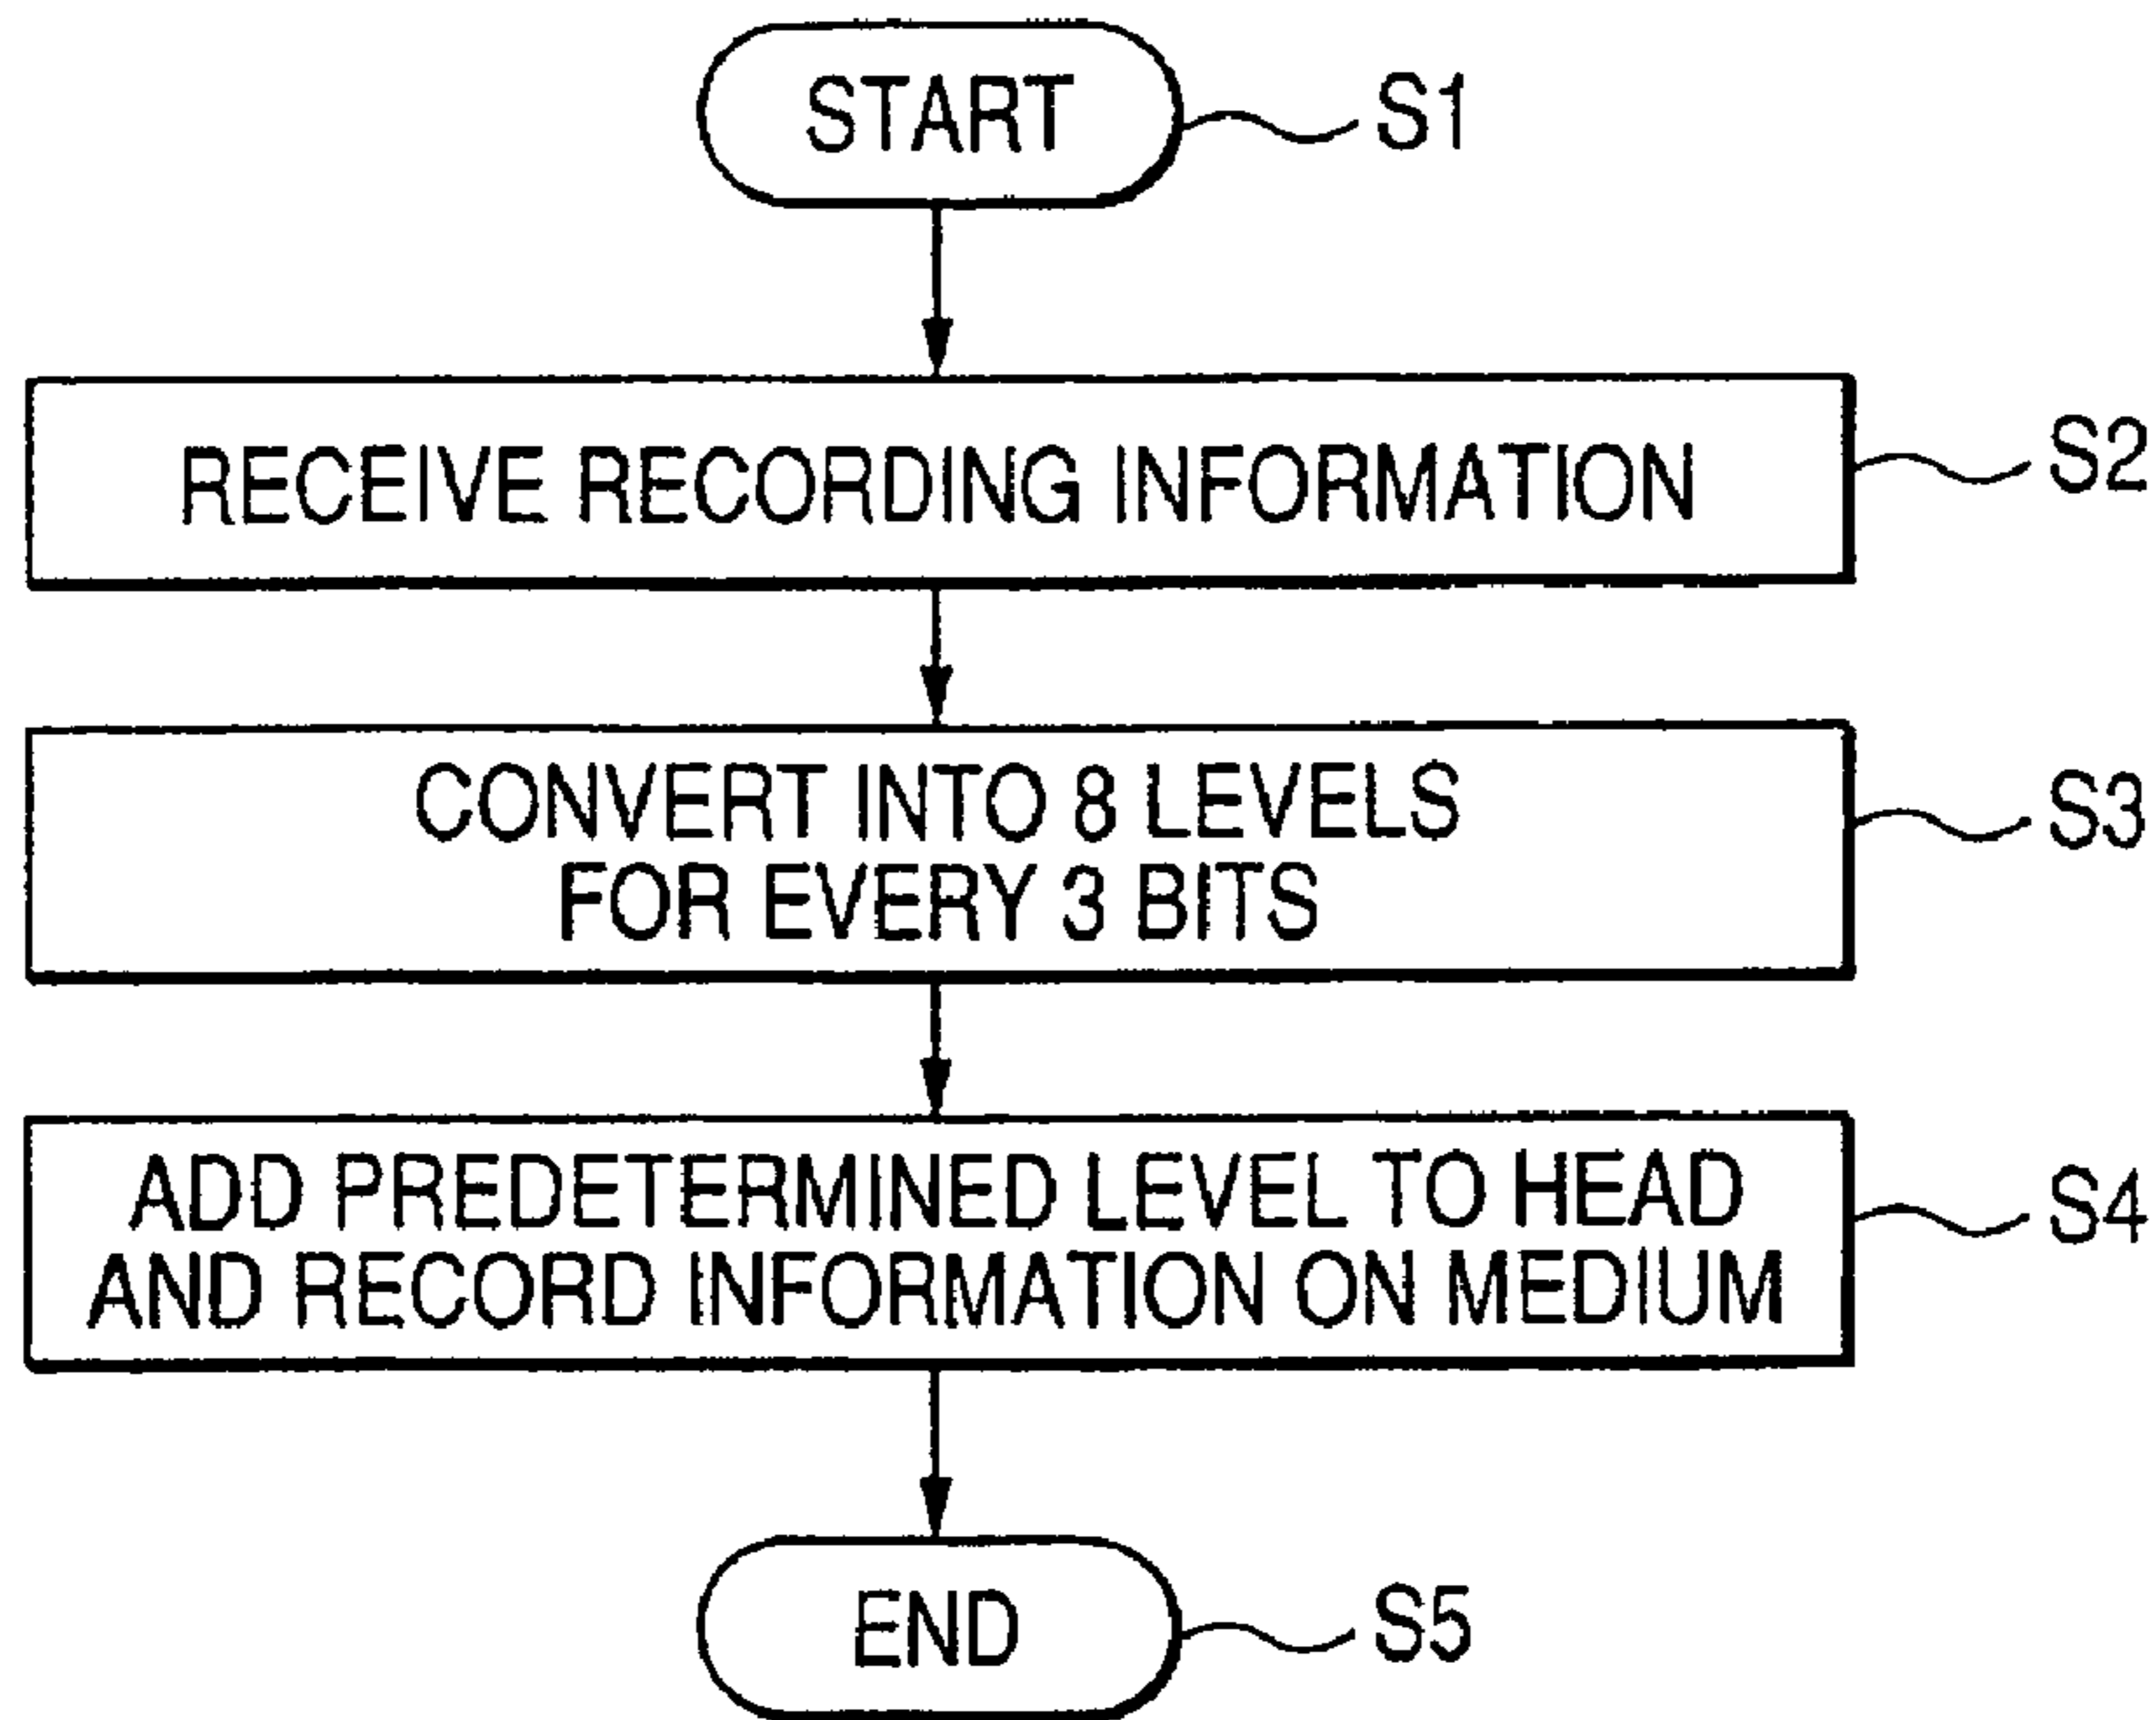 START S1
RECEIVE RECORDING INFORMATION S2
CONVERT INTO 8 LEVELS
FOR EVERY 3 BITS
S3
ADD PREDETERMINED LEVEL TO HEAD
AND RECORD INFORMATION ON MEDIUM
S4
END S5